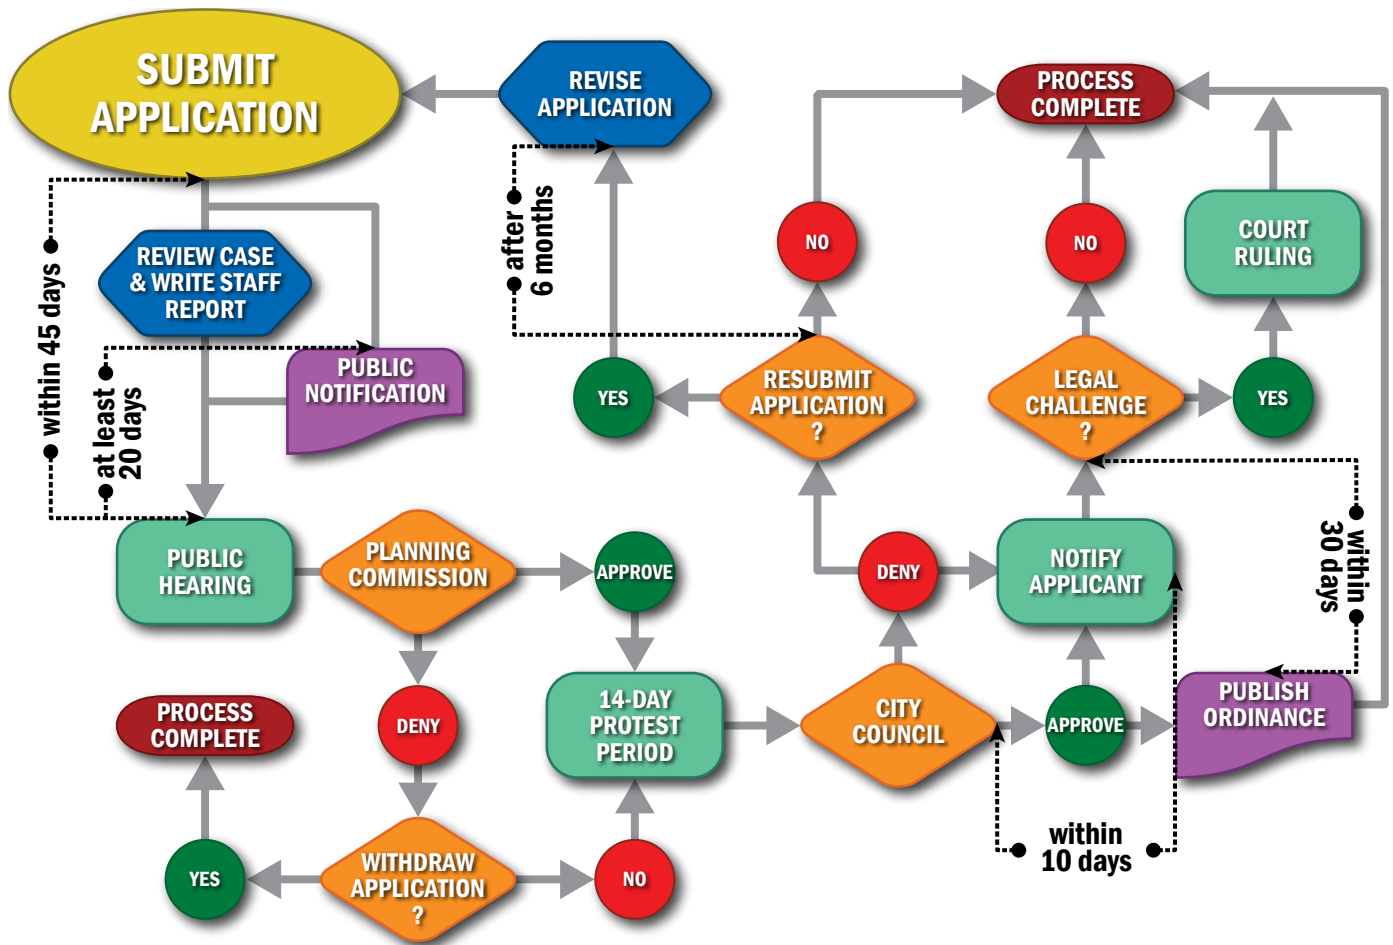 SUBMIT
APPLICATION
REVISE
APPLICATION
PROCESS
COMPLETE
within 45 days
REVIEW CASE
& WRITE STAFF
REPORT
after
6 months
NO
NO
COURT
RULING
at least
20 days
PUBLIC
NOTIFICATION
YES
RESUBMIT
APPLICATION
?
LEGAL
CHALLENGE
?
YES
PUBLIC
HEARING
PLANNING
COMMISSION
APPROVE
DENY
NOTIFY
APPLICANT
within
30 days
PROCESS
COMPLETE
DENY
14-DAY
PROTEST
PERIOD
CITY
COUNCIL
APPROVE
PUBLISH
ORDINANCE
YES
WITHDRAW
APPLICATION
?
NO
within
10 days